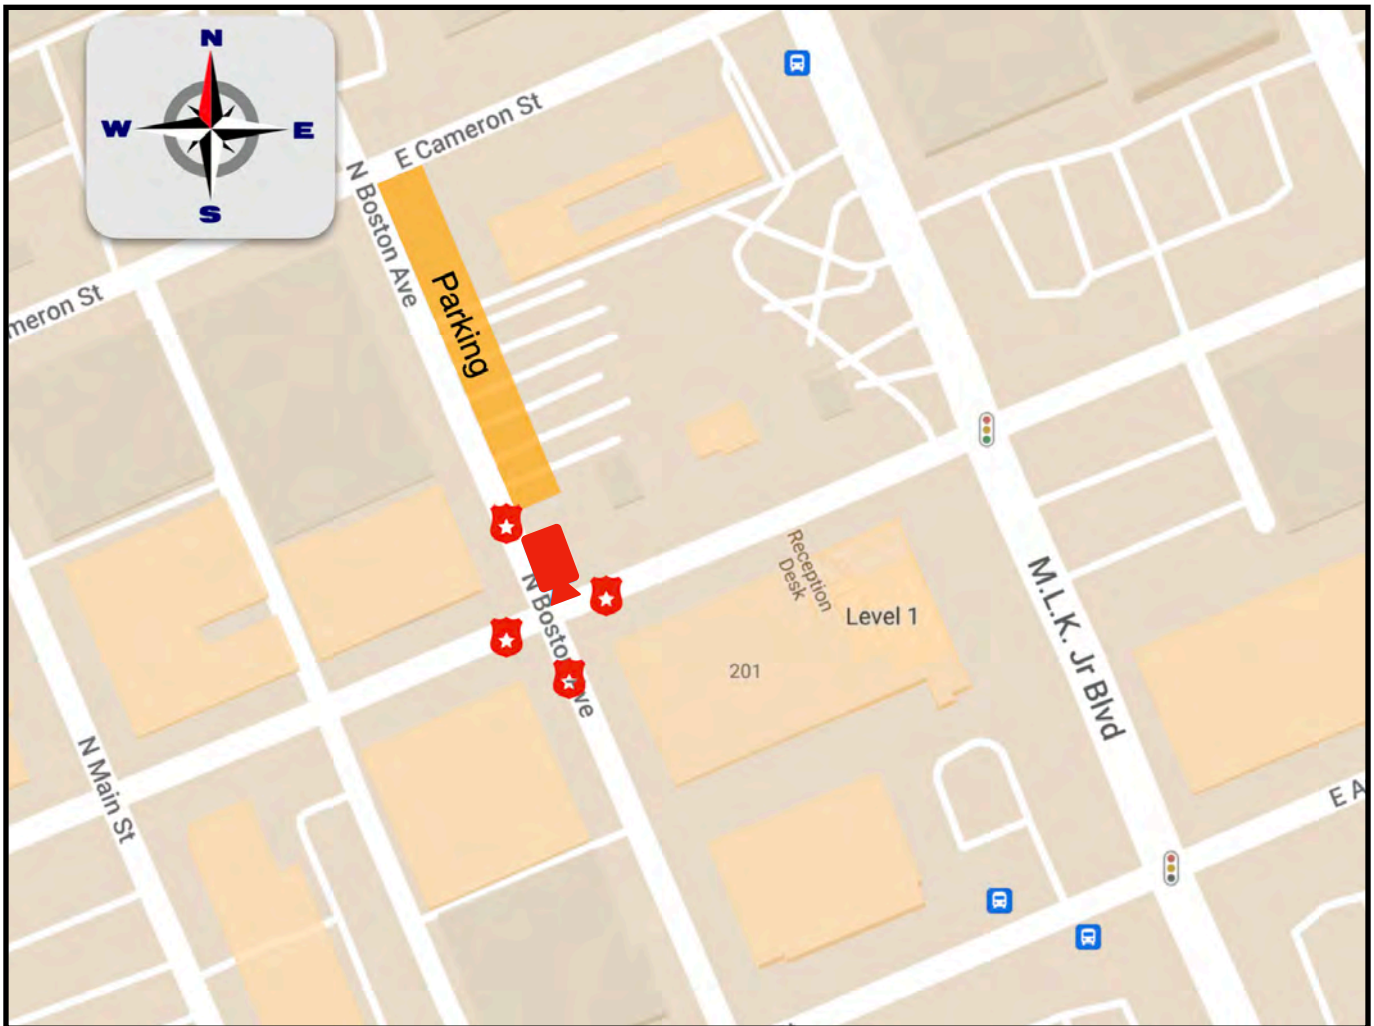 N
W
E
S
E Cameron St
N Boston Ave
meron St
Parking
Reception
Desk
Level 1
201
M.L.K. Jr Blvd
N Main St
E A